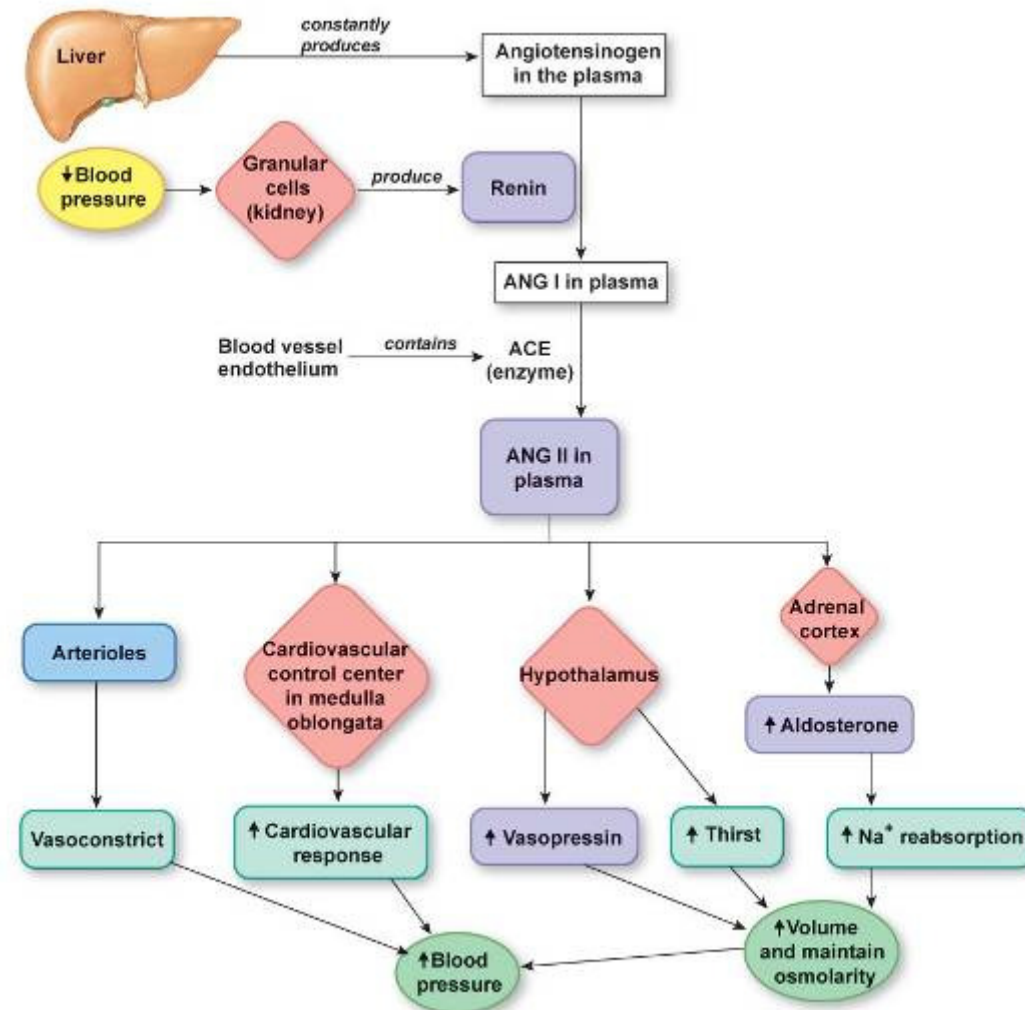 Liver
constantly
produces
Angiotensinogen
in the plasma
↓Blood
pressure
Granular
cells
(kidney)
produce
Renin
ANG I in plasma
Blood vessel
endothelium
contains
ACE
(enzyme)
ANG II in
plasma
Arterioles
Cardiovascular
control center
in medulla
oblongata
Hypothalamus
Adrenal
cortex
↑ Aldosterone
Vasoconstrict
↑ Cardiovascular
response
↑ Vasopressin
↑ Thirst
↑ Na⁺ reabsorption
↑Blood
pressure
↑Volume
and maintain
osmolarity